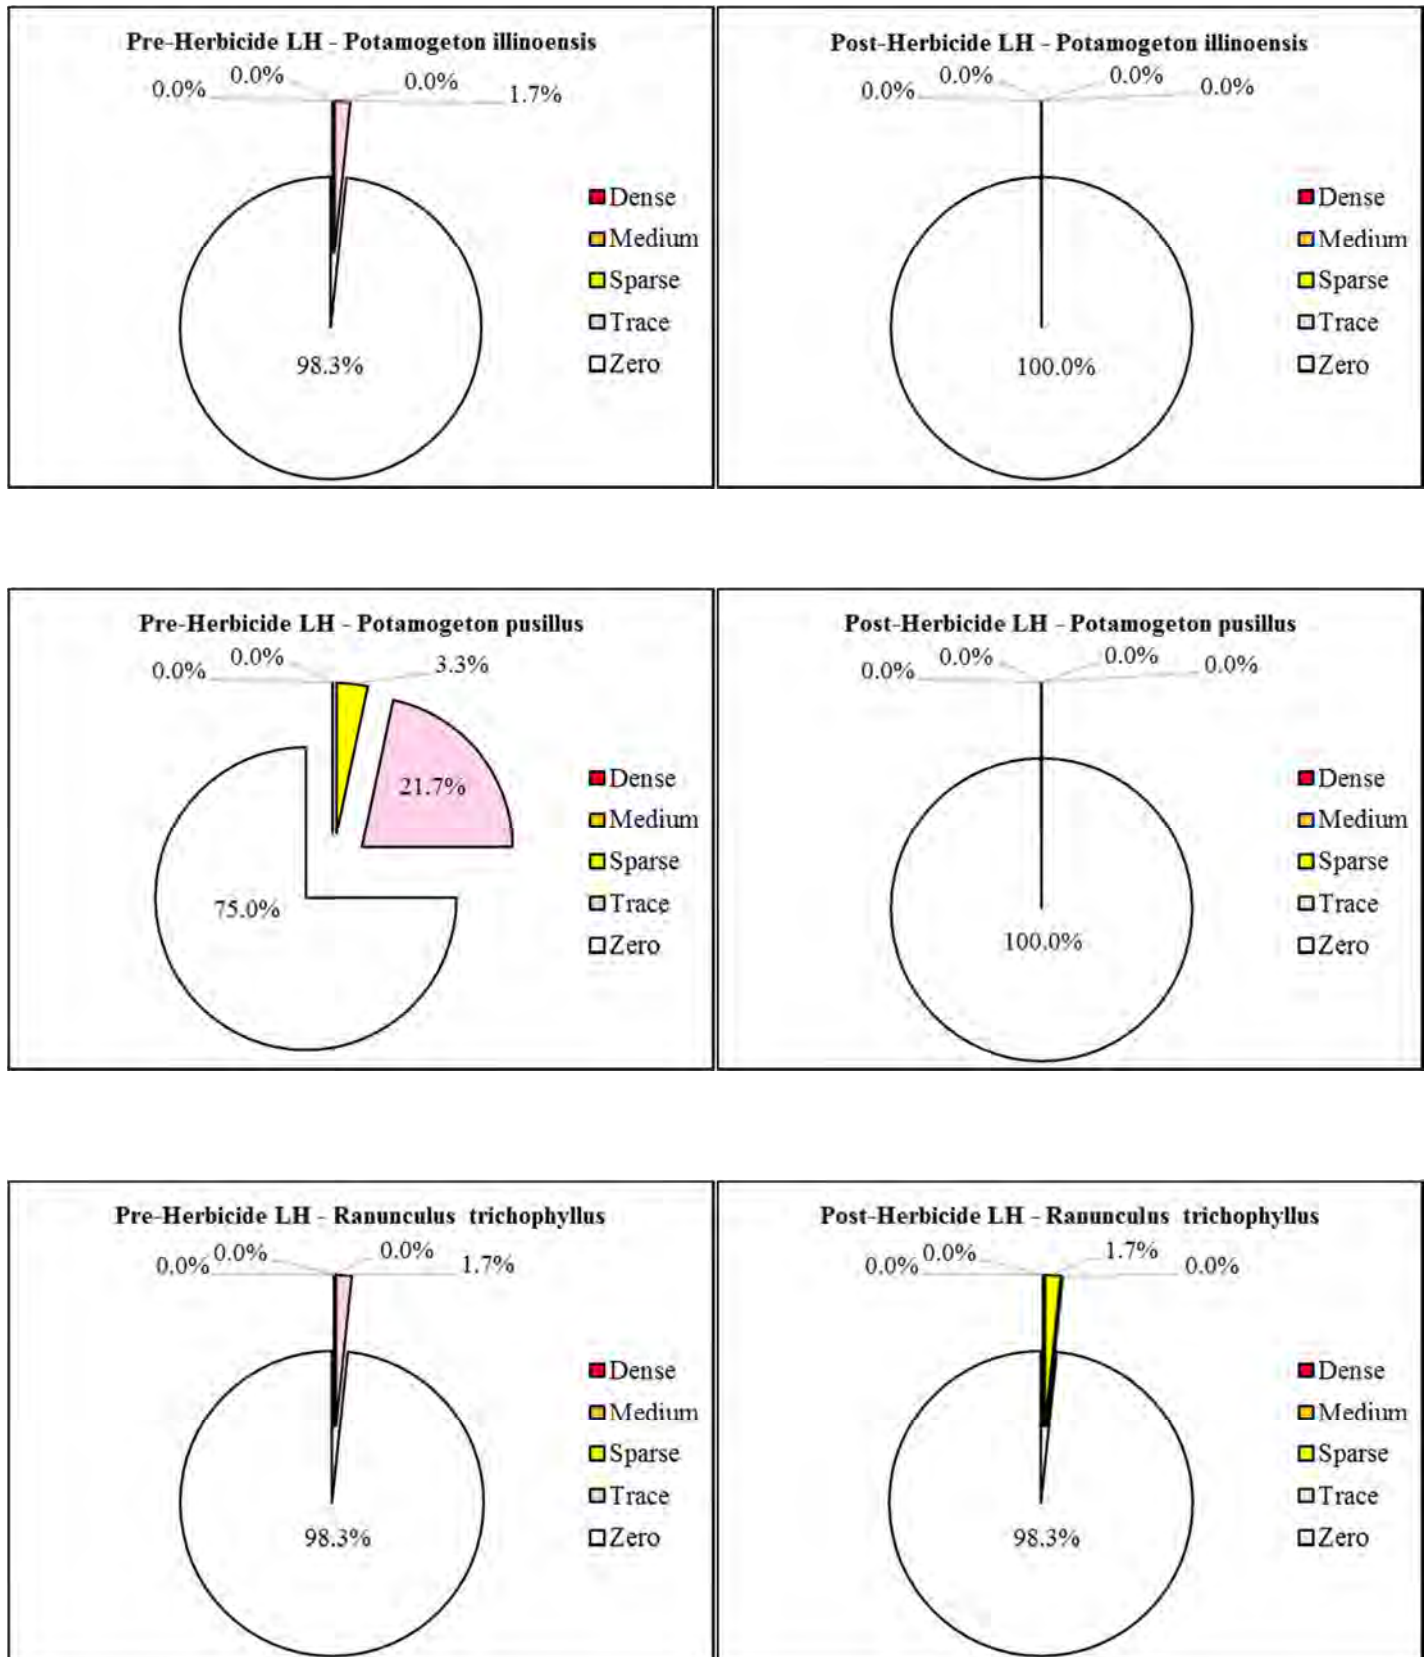 Pre-Herbicide LH - Potamogeton illinoensis
0.0%
0.0%
0.0%
1.7%
98.3%
Dense
Medium
Sparse
Trace
Zero
Post-Herbicide LH - Potamogeton illinoensis
0.0%
0.0%
0.0%
0.0%
100.0%
Dense
Medium
Sparse
Trace
Zero
Pre-Herbicide LH - Potamogeton pusillus
0.0%
0.0%
3.3%
21.7%
75.0%
Dense
Medium
Sparse
Trace
Zero
Post-Herbicide LH - Potamogeton pusillus
0.0%
0.0%
0.0%
0.0%
100.0%
Dense
Medium
Sparse
Trace
Zero
Pre-Herbicide LH - Ranunculus trichophyllus
0.0%
0.0%
0.0%
1.7%
98.3%
Dense
Medium
Sparse
Trace
Zero
Post-Herbicide LH - Ranunculus trichophyllus
0.0%
0.0%
1.7%
0.0%
98.3%
Dense
Medium
Sparse
Trace
Zero